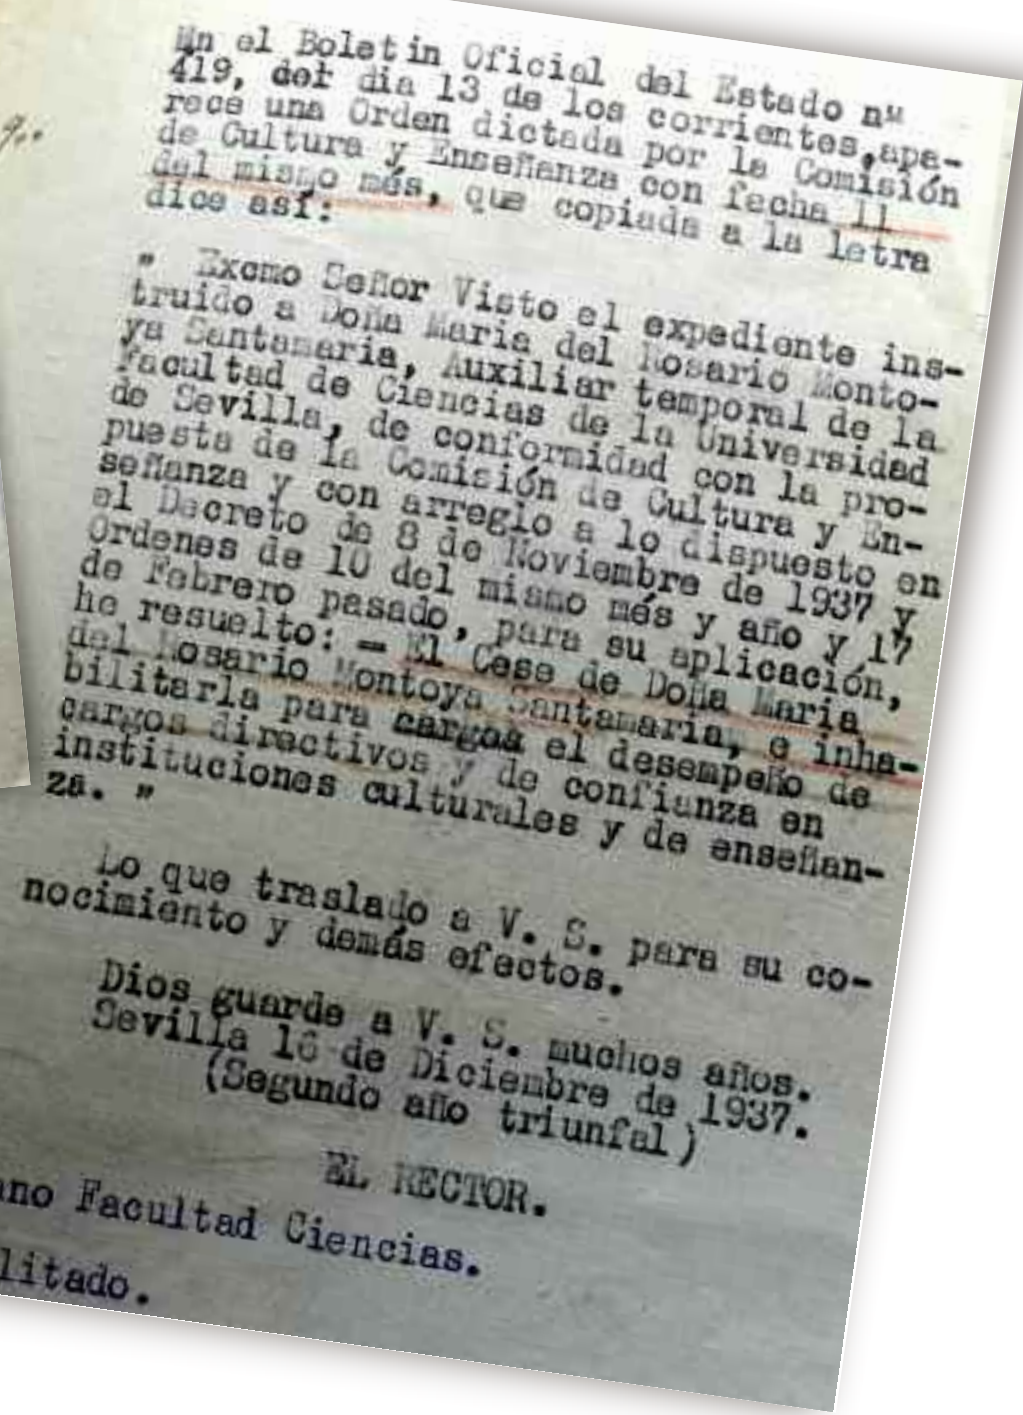 En el Boletin Oficial del Estado nº
419, del dia 13 de los corrientes,apa-
rece una Orden dictada por la Comisión
de Cultura y Enseñanza con fecha 11
del mismo més, que copiada a la letra
dice así:
" Excmo Señor Visto el expediente ins-
truido a Doña Maria del Rosario Monto-
ya Santamaria, Auxiliar temporal de la
Facultad de Ciencias de la Universidad
de Sevilla, de conformidad con la pro-
puesta de la Comisión de Cultura y En-
señanza y con arreglo a lo dispuesto en
el Decreto de 8 de Noviembre de 1937 y
Ordenes de 10 del mismo més y año y 17
de Febrero pasado, para su aplicación,
he resuelto: - El Cese de Doña Maria
del Rosario Montoya Santamaria, e inha-
bilitarla para cargos el desempeño de
cargos directivos y de confianza en
instituciones culturales y de enseñan-
za. "
Lo que traslado a V. S. para su co-
nocimiento y demás efectos.
Dios guarde a V. S. muchos años.
Sevilla 16 de Diciembre de 1937.
(Segundo año triunfal)
EL RECTOR.
ano Facultad Ciencias.
litado.